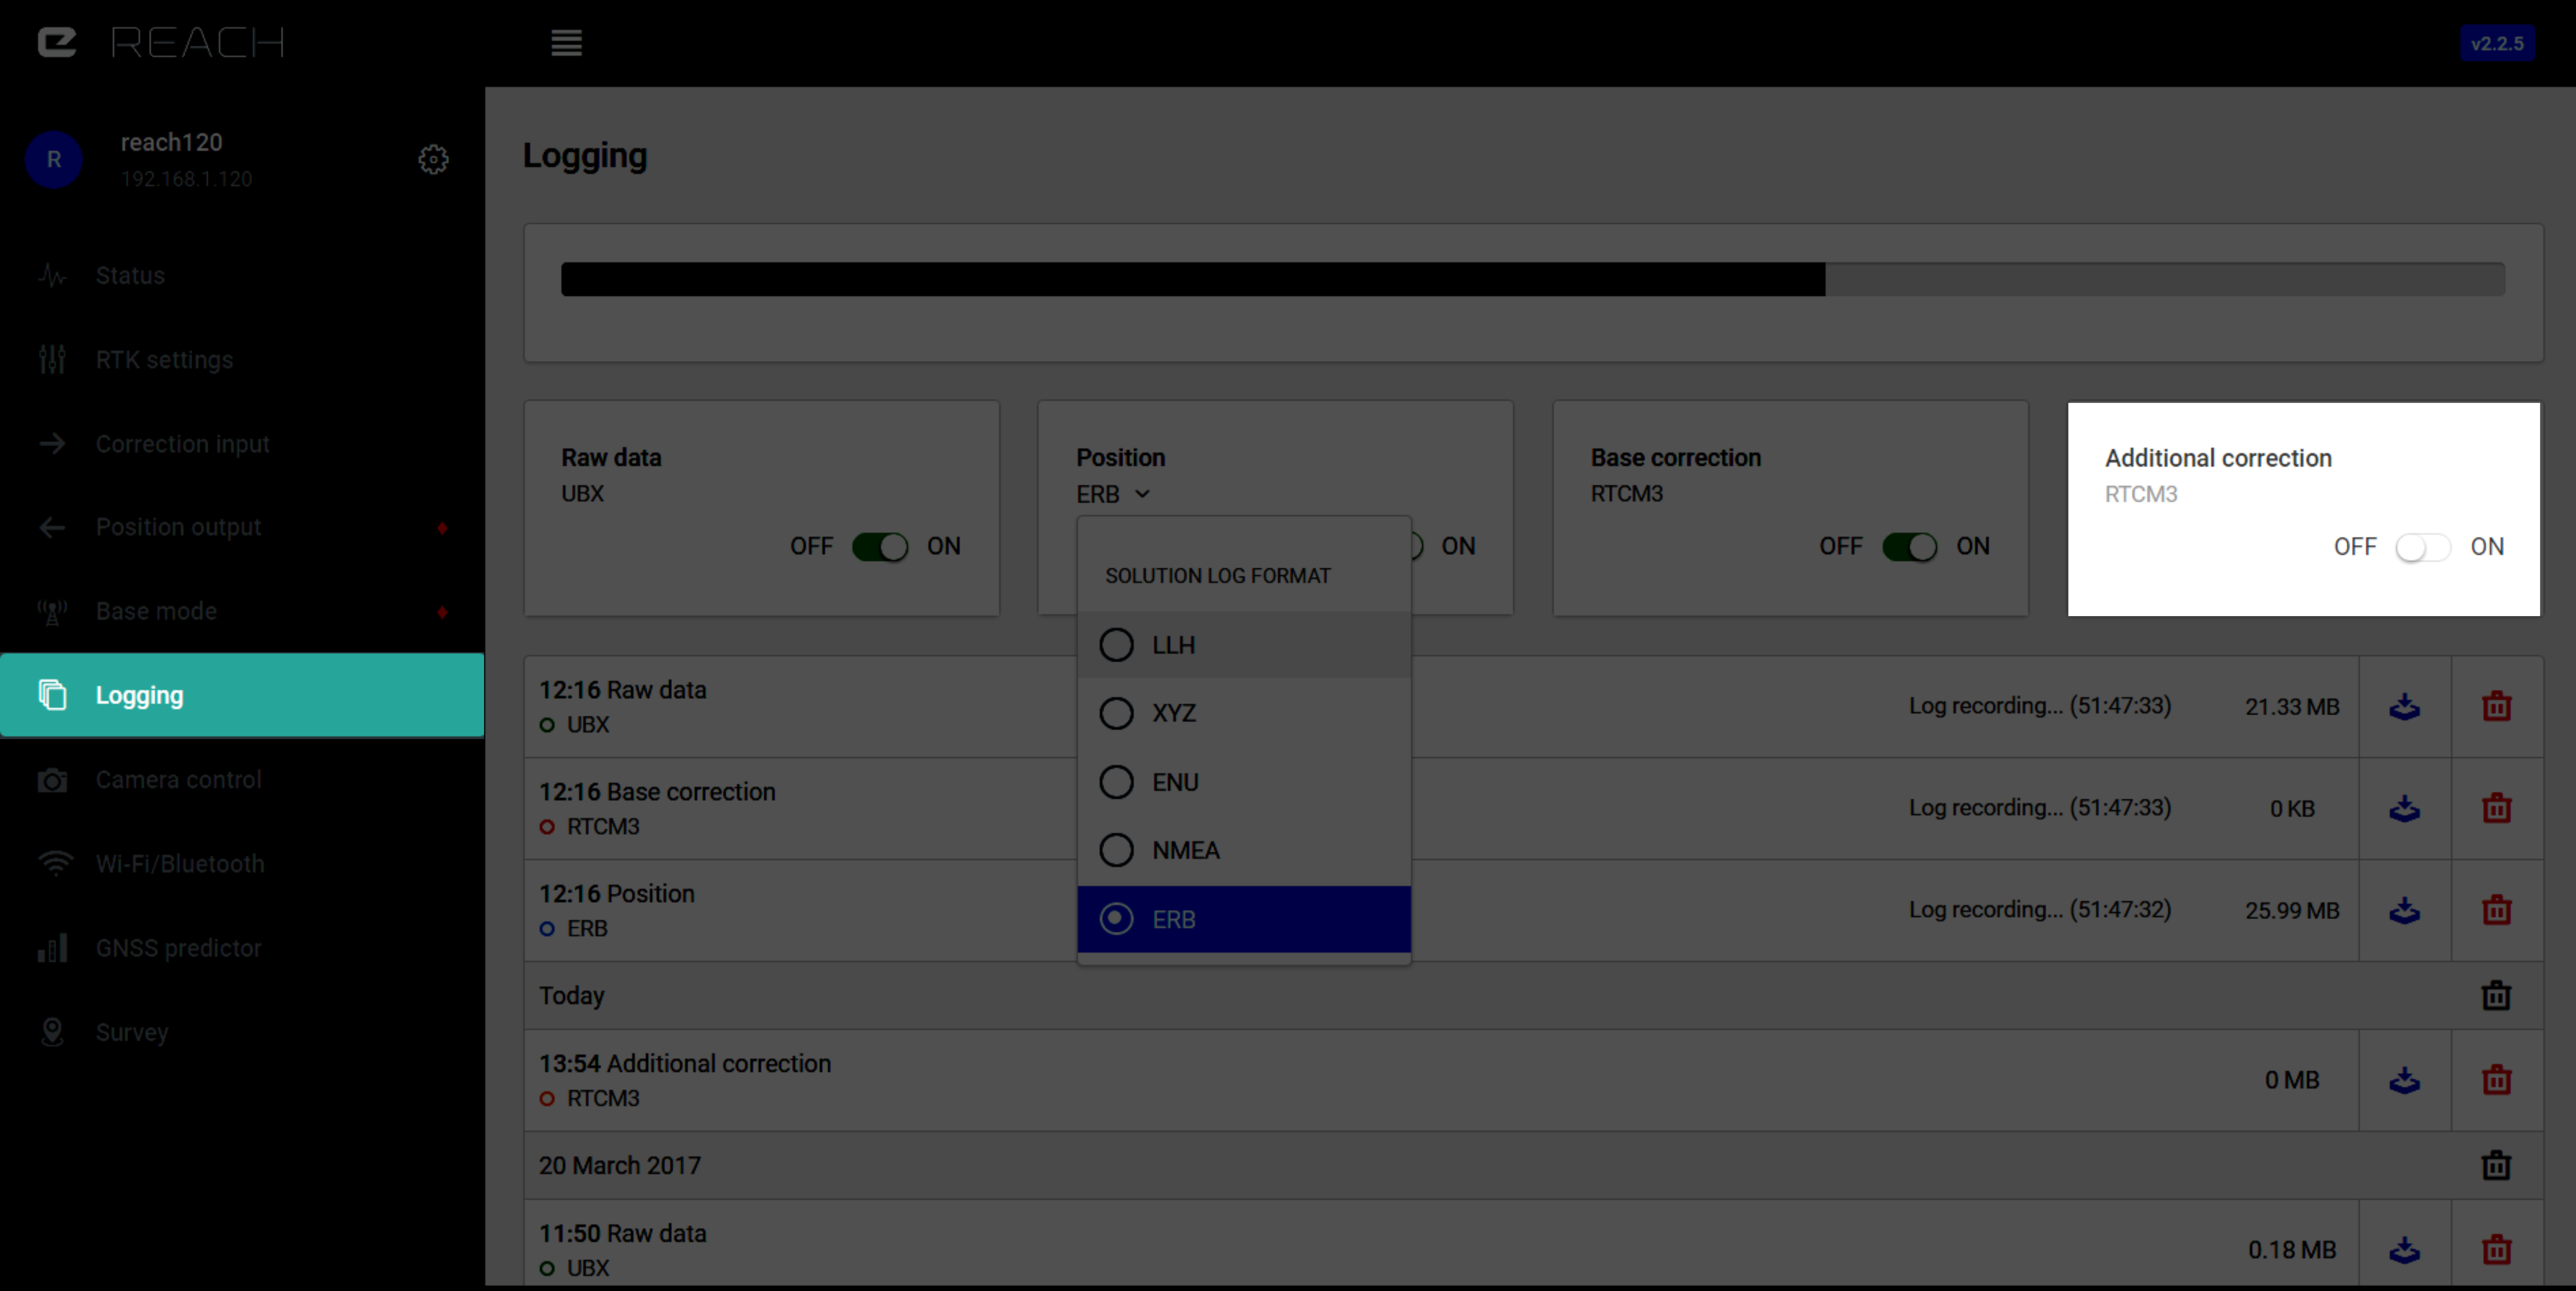 REACH
v2.2.5
R
reach120
192.168.1.120
Status
RTK settings
Correction input
Position output
Base mode
Logging
Camera control
Wi-Fi/Bluetooth
GNSS predictor
Survey
Logging
Raw data
UBX
OFF ON
Position
ERB
ON
SOLUTION LOG FORMAT
LLH
XYZ
ENU
NMEA
ERB
Base correction
RTCM3
OFF ON
Additional correction
RTCM3
OFF ON
12:16 Raw data
UBX
Log recording... (51:47:33) 21.33 MB
12:16 Base correction
RTCM3
Log recording... (51:47:33) 0 KB
12:16 Position
ERB
Log recording... (51:47:32) 25.99 MB
Today
13:54 Additional correction
RTCM3
0 MB
20 March 2017
11:50 Raw data
UBX
0.18 MB